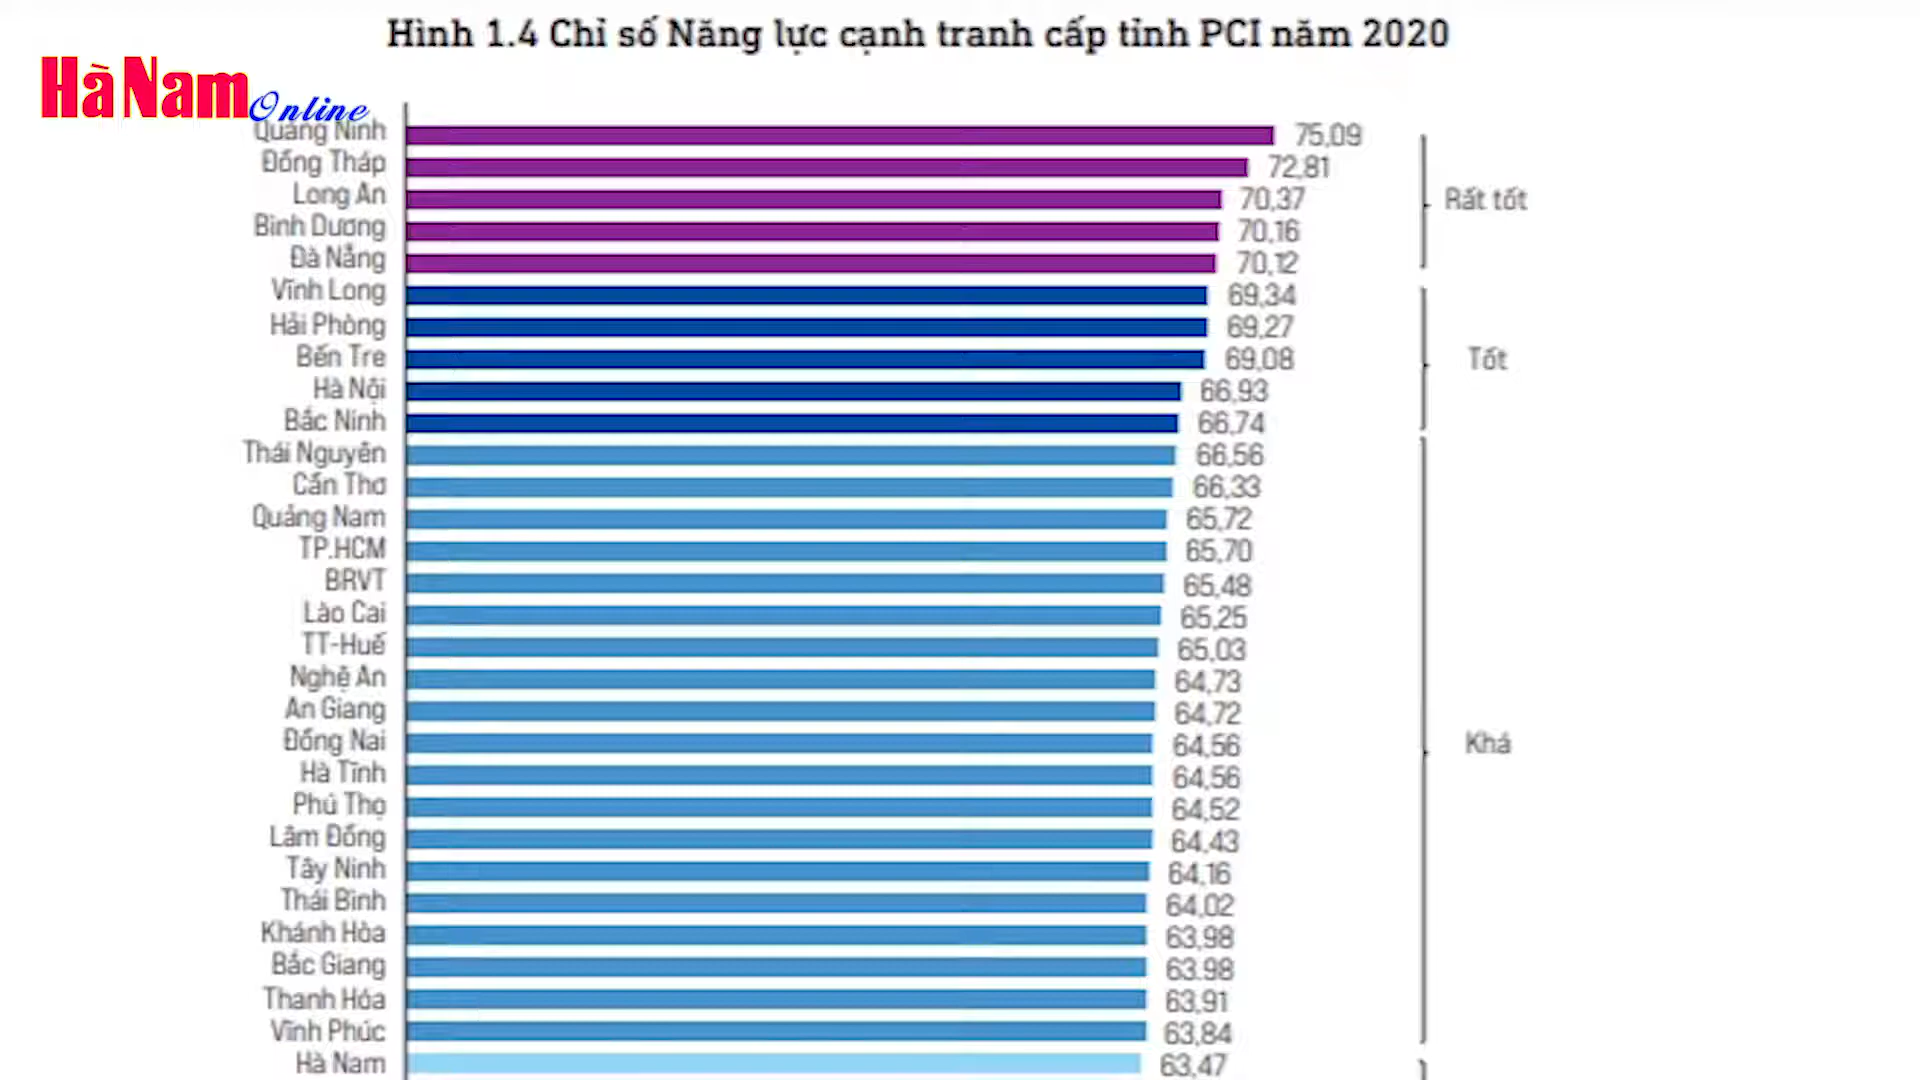 Hình 1.4 Chỉ số Năng lực cạnh tranh cấp tỉnh PCI năm 2020
Hà Nam Online
Quảng Ninh 75,09
Đồng Tháp 72,81
Long An 70,37
Rất tốt
Bình Dương 70,16
Đà Nẵng 70,12
Vĩnh Long 69,34
Hải Phòng 69,27
Bến Tre 69,08
Tốt
Hà Nội 66,93
Bắc Ninh 66,74
Thái Nguyên 66,56
Cần Thơ 66,33
Quảng Nam 65,72
TP.HCM 65,70
BRVT 65,48
Lào Cai 65,25
TT-Huế 65,03
Nghệ An 64,73
An Giang 64,72
Đồng Nai 64,56
Khá
Hà Tĩnh 64,56
Phú Thọ 64,52
Lâm Đồng 64,43
Tây Ninh 64,16
Thái Bình 64,02
Khánh Hòa 63,98
Bắc Giang 63.98
Thanh Hóa 63,91
Vĩnh Phúc 63,84
Hà Nam 63,47